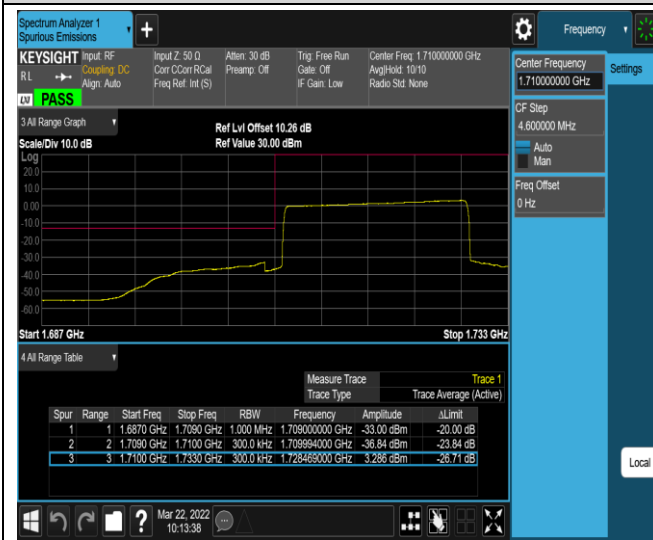 Spectrum Analyzer 1
Spurious Emissions
Frequency
KEYSIGHT
R L
LXI
PASS
Input: RF
Coupling: DC
Align: Auto
Input Z: 50 Ω
Corr CCorr RCal
Freq Ref: Int (S)
Atten: 30 dB
Preamp: Off
Trig: Free Run
Gate: Off
IF Gain: Low
Center Freq: 1.710000000 GHz
Avg|Hold: 10/10
Radio Std: None
Center Frequency
1.710000000 GHz
Settings
CF Step
4.600000 MHz
Auto
Man
Freq Offset
0 Hz
3 All Range Graph
Scale/Div 10.0 dB
Ref Lvl Offset 10.26 dB
Ref Value 30.00 dBm
Log
20.0
10.0
0.00
-10.0
-20.0
-30.0
-40.0
-50.0
-60.0
Start 1.687 GHz
Stop 1.733 GHz
4 All Range Table
Measure Trace Trace 1
Trace Type Trace Average (Active)
Spur Range Start Freq Stop Freq RBW Frequency Amplitude ΔLimit
1 1 1.6870 GHz 1.7090 GHz 1.000 MHz 1.709000000 GHz -33.00 dBm -20.00 dB
2 2 1.7090 GHz 1.7100 GHz 300.0 kHz 1.709994000 GHz -36.84 dBm -23.84 dB
3 3 1.7100 GHz 1.7330 GHz 300.0 kHz 1.728469000 GHz 3.286 dBm -26.71 dB
Local
Mar 22, 2022
10:13:38